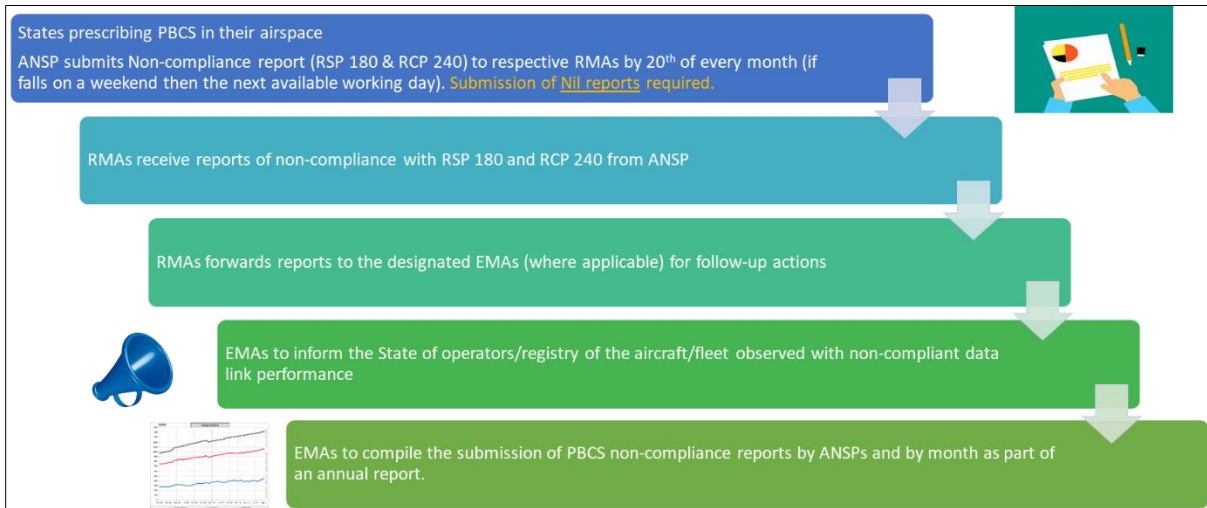 States prescribing PBCS in their airspace
ANSP submits Non-compliance report (RSP 180 & RCP 240) to respective RMAs by 20th of every month (if
falls on a weekend then the next available working day). Submission of Nil reports required.
RMAs receive reports of non-compliance with RSP 180 and RCP 240 from ANSP
RMAs forwards reports to the designated EMAs (where applicable) for follow-up actions
EMAs to inform the State of operators/registry of the aircraft/fleet observed with non-compliant data
link performance
EMAs to compile the submission of PBCS non-compliance reports by ANSPs and by month as part of
an annual report.